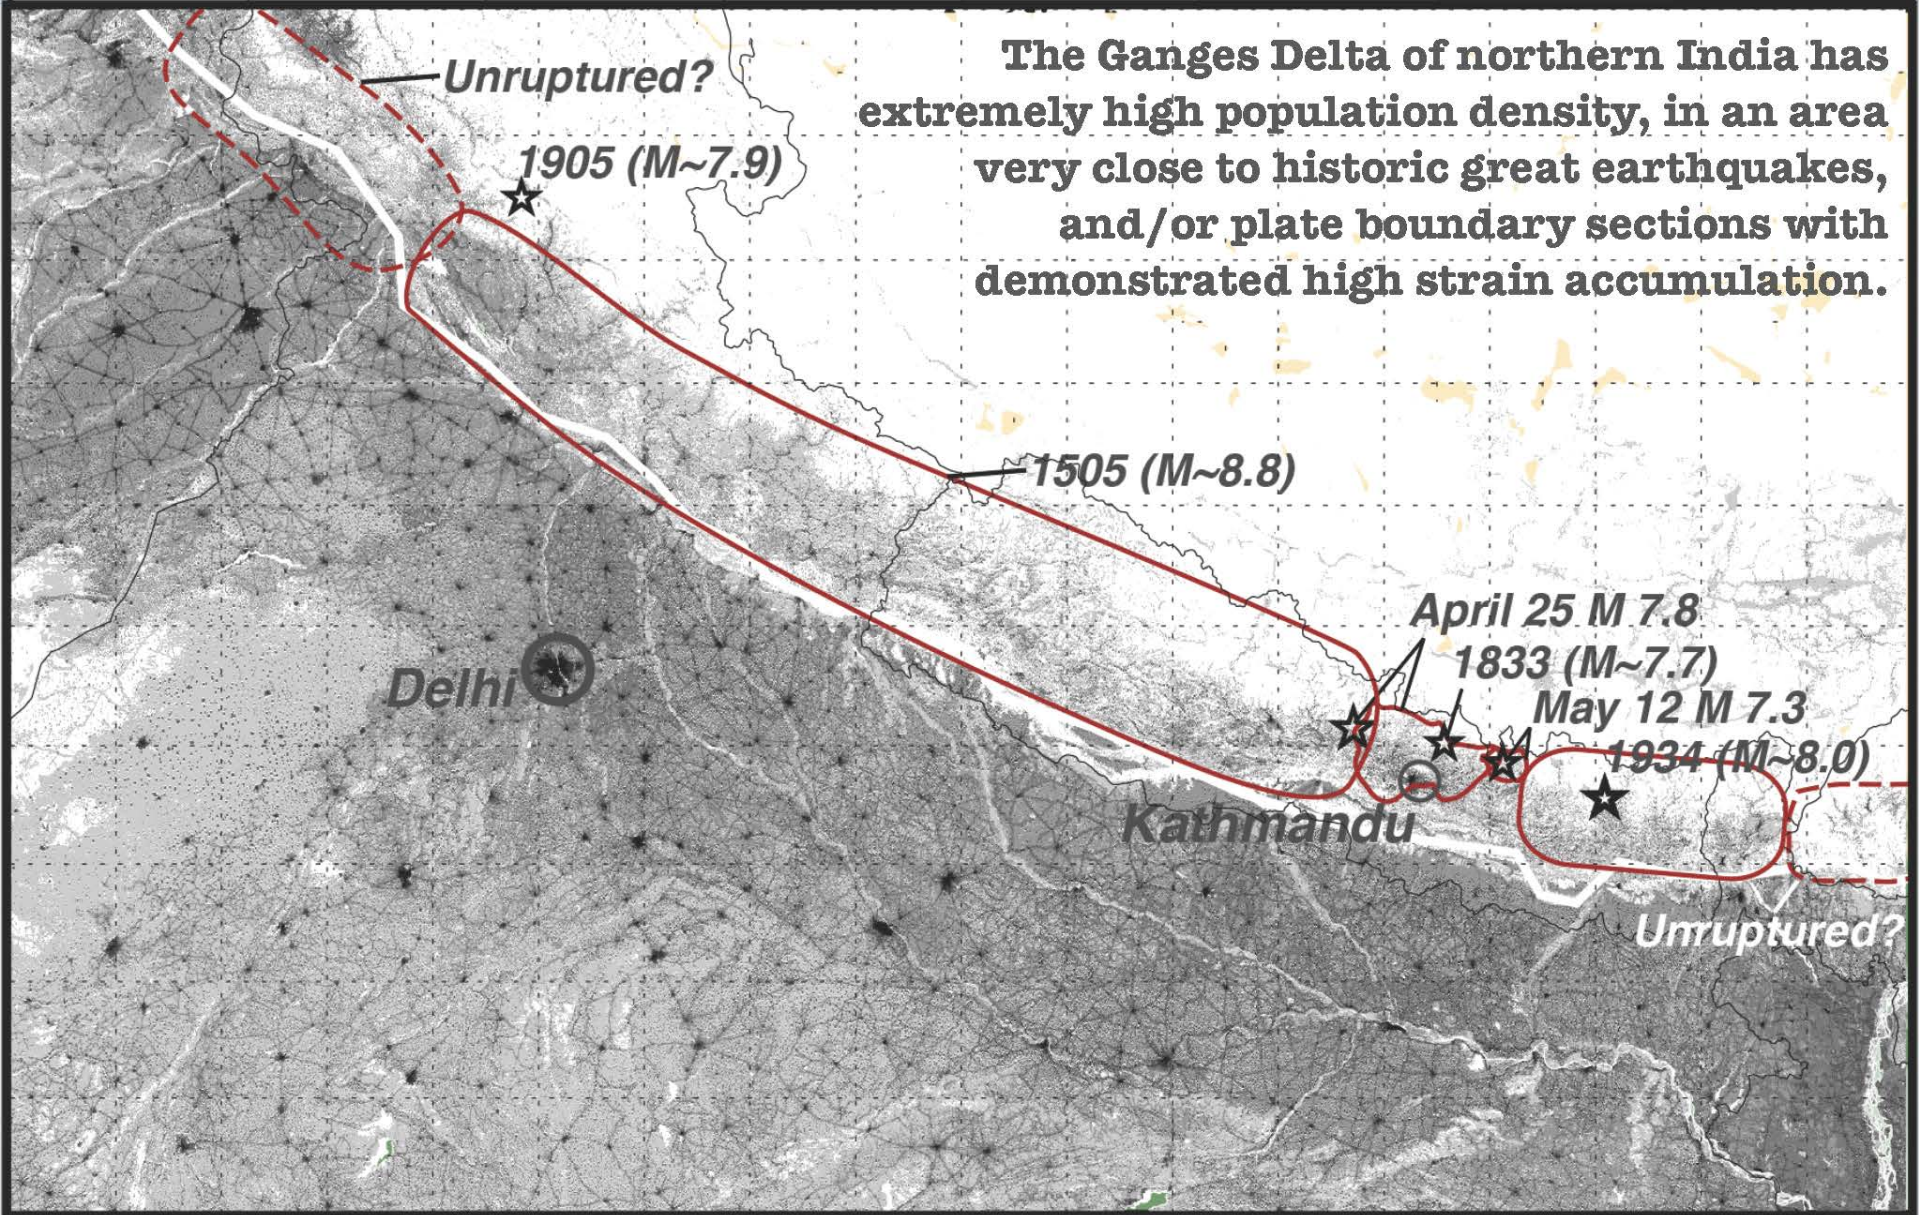 The Ganges Delta of northern India has
extremely high population density, in an area
very close to historic great earthquakes,
and/or plate boundary sections with
demonstrated high strain accumulation.
Unruptured?
1905 (M~7.9)
1505 (M~8.8)
April 25 M 7.8
1833 (M~7.7)
May 12 M 7.3
1934 (M~8.0)
Delhi
Kathmandu
Unruptured?